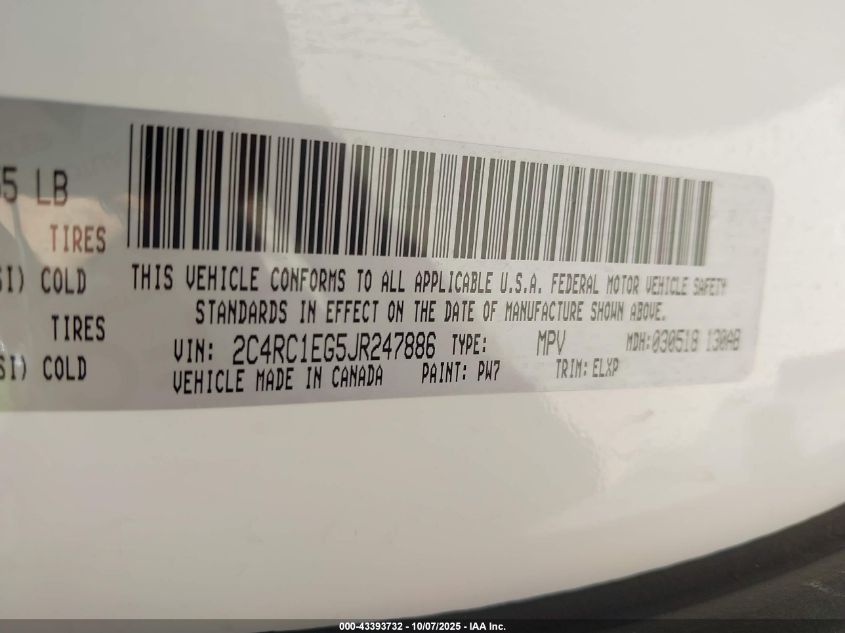 55 LB
TIRES
SI) COLD
TIRES
SI) COLD
THIS VEHICLE CONFORMS TO ALL APPLICABLE U.S.A. FEDERAL MOTOR VEHICLE SAFETY
STANDARDS IN EFFECT ON THE DATE OF MANUFACTURE SHOWN ABOVE.
VIN: 2C4RC1EG5JR247886 TYPE: MPV MDH:030518 130AB
VEHICLE MADE IN CANADA PAINT: PW7 TRIM: ELXP
000-43393732 - 10/07/2025 - IAA Inc.